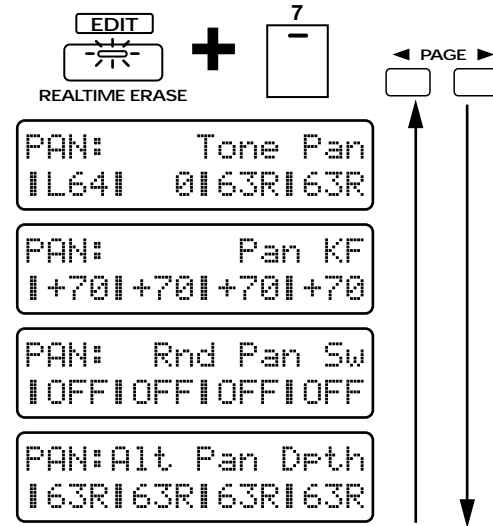 EDIT
REALTIME ERASE
7
◄ PAGE ►
PAN: Tone Pan
L64 0 63R 63R
PAN: Pan KF
+70 +70 +70 +70
PAN: Rnd Pan Sw
OFF OFF OFF OFF
PAN:Alt Pan Dpth
63R 63R 63R 63R